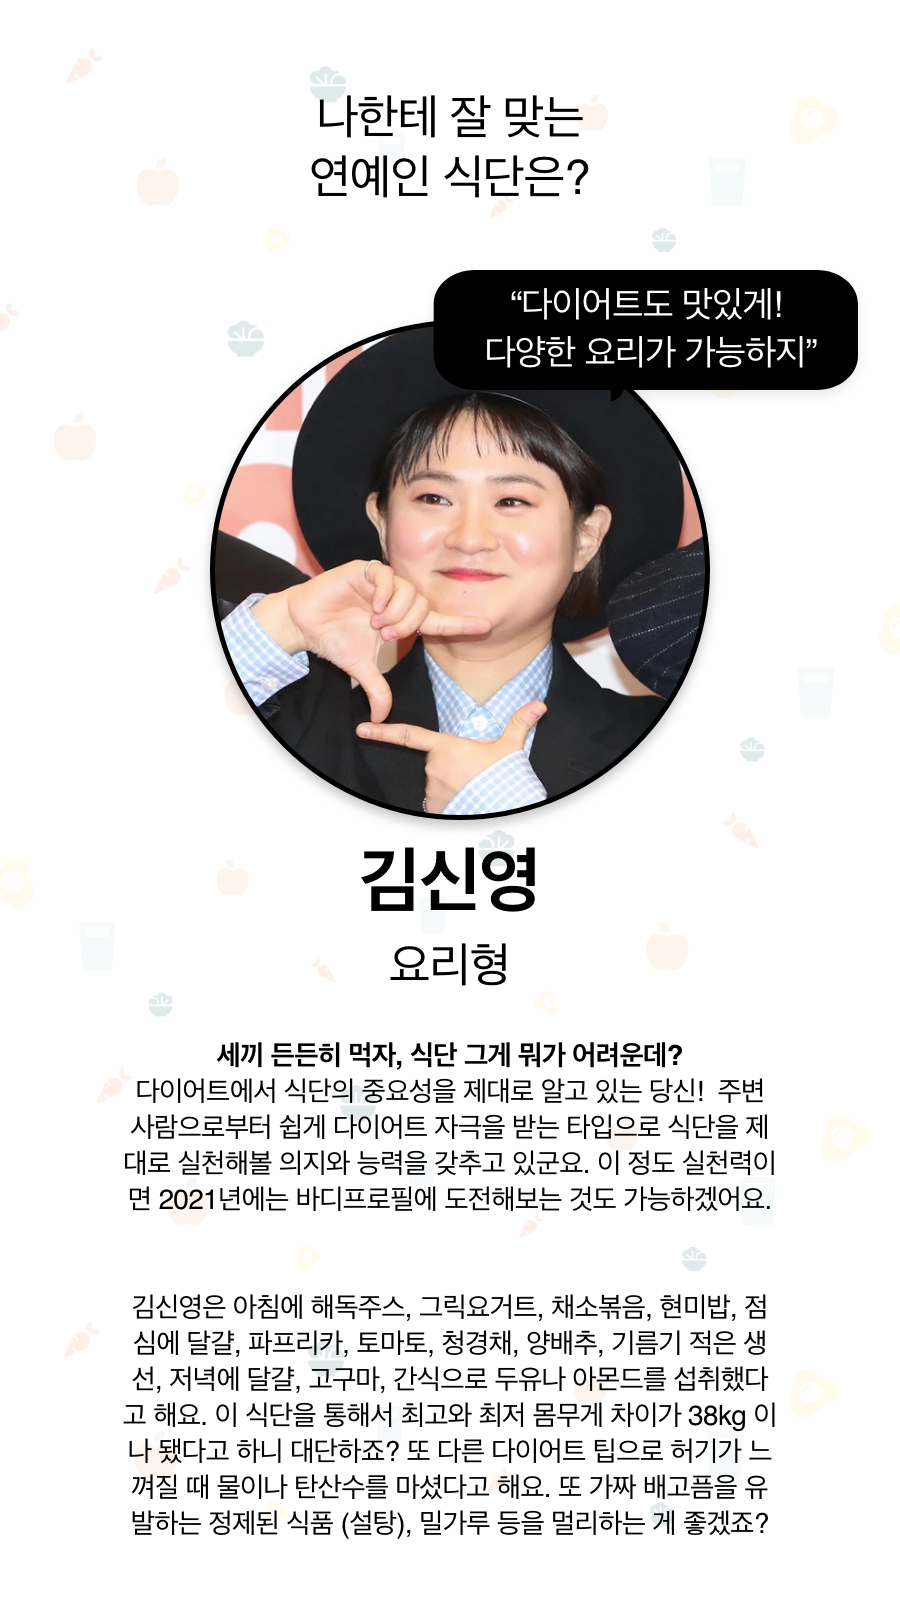 나한테 잘 맞는
연예인 식단은?
“다이어트도 맛있게!
다양한 요리가 가능하지”
김신영
요리형
세끼 든든히 먹자, 식단 그게 뭐가 어려운데?
다이어트에서 식단의 중요성을 제대로 알고 있는 당신!  주변
사람으로부터 쉽게 다이어트 자극을 받는 타입으로 식단을 제
대로 실천해볼 의지와 능력을 갖추고 있군요. 이 정도 실천력이
면 2021년에는 바디프로필에 도전해보는 것도 가능하겠어요.
김신영은 아침에 해독주스, 그릭요거트, 채소볶음, 현미밥, 점
심에 달걀, 파프리카, 토마토, 청경채, 양배추, 기름기 적은 생
선, 저녁에 달걀, 고구마, 간식으로 두유나 아몬드를 섭취했다
고 해요. 이 식단을 통해서 최고와 최저 몸무게 차이가 38kg 이
나 됐다고 하니 대단하죠? 또 다른 다이어트 팁으로 허기가 느
껴질 때 물이나 탄산수를 마셨다고 해요. 또 가짜 배고픔을 유
발하는 정제된 식품 (설탕), 밀가루 등을 멀리하는 게 좋겠죠?